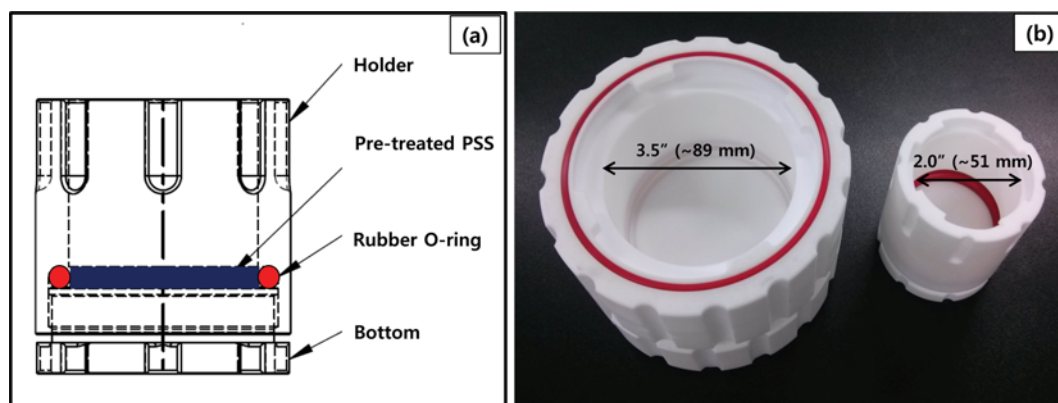 (a)
Holder
Pre-treated PSS
Rubber O-ring
Bottom
(b)
3.5” (~89 mm)
2.0” (~51 mm)